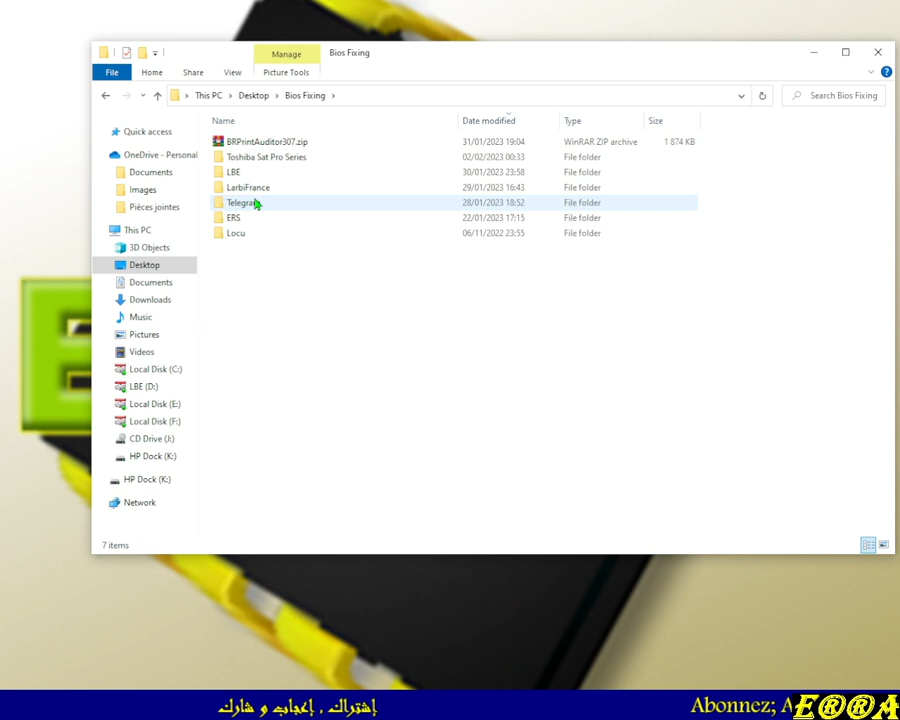 Manage
Bios Fixing
File
Home
Share
View
Picture Tools
This PC > Desktop > Bios Fixing >
Search Bios Fixing
Name
Date modified
Type
Size
BRPrintAuditor307.zip 31/01/2023 19:04 WinRAR ZIP archive 1 874 KB
Toshiba Sat Pro Series 02/02/2023 00:33 File folder
LBE 30/01/2023 23:58 File folder
LarbiFrance 29/01/2023 16:43 File folder
Telegram 28/01/2023 18:52 File folder
ERS 22/01/2023 17:15 File folder
Locu 06/11/2022 23:55 File folder
Quick access
OneDrive - Personal
Documents
Images
Pièces jointes
This PC
3D Objects
Desktop
Documents
Downloads
Music
Pictures
Videos
Local Disk (C:)
LBE (D:)
Local Disk (E:)
Local Disk (F:)
CD Drive (J:)
HP Dock (K:)
HP Dock (K:)
Network
7 items
إشتراك , إعجاب و شارك
Abonnez; A